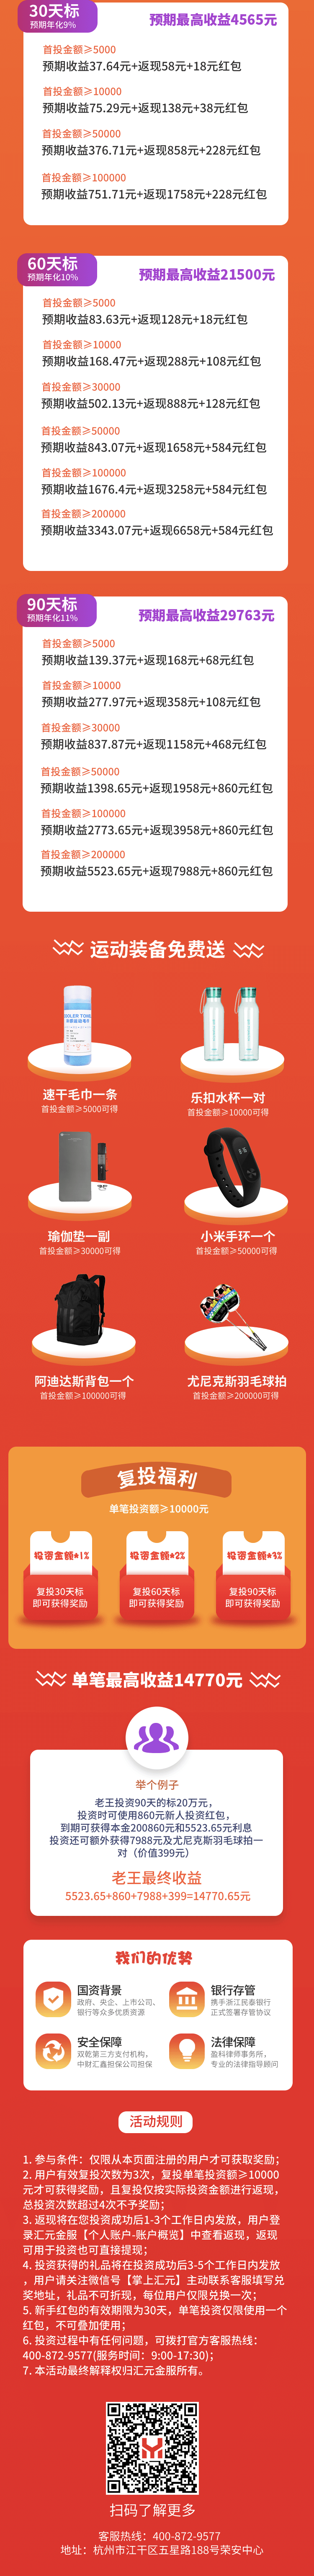 30天标
预期年化9%
预期最高收益4565元
首投金额≥5000
预期收益37.64元+返现58元+18元红包
首投金额≥10000
预期收益75.29元+返现138元+38元红包
首投金额≥50000
预期收益376.71元+返现858元+228元红包
首投金额≥100000
预期收益751.71元+返现1758元+228元红包
60天标
预期年化10%
预期最高收益21500元
首投金额≥5000
预期收益83.63元+返现128元+18元红包
首投金额≥10000
预期收益168.47元+返现288元+108元红包
首投金额≥30000
预期收益502.13元+返现888元+128元红包
首投金额≥50000
预期收益843.07元+返现1658元+584元红包
首投金额≥100000
预期收益1676.4元+返现3258元+584元红包
首投金额≥200000
预期收益3343.07元+返现6658元+584元红包
90天标
预期年化11%
预期最高收益29763元
首投金额≥5000
预期收益139.37元+返现168元+68元红包
首投金额≥10000
预期收益277.97元+返现358元+108元红包
首投金额≥30000
预期收益837.87元+返现1158元+468元红包
首投金额≥50000
预期收益1398.65元+返现1958元+860元红包
首投金额≥100000
预期收益2773.65元+返现3958元+860元红包
首投金额≥200000
预期收益5523.65元+返现7988元+860元红包
运动装备免费送
速干毛巾一条
首投金额≥5000可得
乐扣水杯一对
首投金额≥10000可得
瑜伽垫一副
首投金额≥30000可得
小米手环一个
首投金额≥50000可得
阿迪达斯背包一个
首投金额≥100000可得
尤尼克斯羽毛球拍
首投金额≥200000可得
复投福利
单笔投资额≥10000元
投资金额*1%
复投30天标
即可获得奖励
投资金额*2%
复投60天标
即可获得奖励
投资金额*3%
复投90天标
即可获得奖励
单笔最高收益14770元
举个例子
老王投资90天的标20万元，
投资时可使用860元新人投资红包，
到期可获得本金200860元和5523.65元利息
投资还可额外获得7988元及尤尼克斯羽毛球拍一
对（价值399元）
老王最终收益
5523.65+860+7988+399=14770.65元
我们的优势
国资背景
政府、央企、上市公司、
银行等众多优质资源
银行存管
携手浙江民泰银行
正式签署存管协议
安全保障
双乾第三方支付机构，
中财汇鑫担保公司担保
法律保障
盈科律师事务所，
专业的法律指导顾问
活动规则
1. 参与条件：仅限从本页面注册的用户才可获取奖励；
2. 用户有效复投次数为3次，复投单笔投资额≥10000
元才可获得奖励，且复投仅按实际投资金额进行返现，
总投资次数超过4次不予奖励；
3. 返现将在您投资成功后1-3个工作日内发放，用户登
录汇元金服【个人账户-账户概览】中查看返现，返现
可用于投资也可直接提现；
4. 投资获得的礼品将在投资成功后3-5个工作日内发放
，用户请关注微信号【掌上汇元】主动联系客服填写兑
奖地址，礼品不可折现，每位用户仅限兑换一次；
5. 新手红包的有效期限为30天，单笔投资仅限使用一个
红包，不可叠加使用；
6. 投资过程中有任何问题，可拨打官方客服热线：
400-872-9577(服务时间：9:00-17:30)；
7. 本活动最终解释权归汇元金服所有。
扫码了解更多
客服热线：400-872-9577
地址：杭州市江干区五星路188号荣安中心